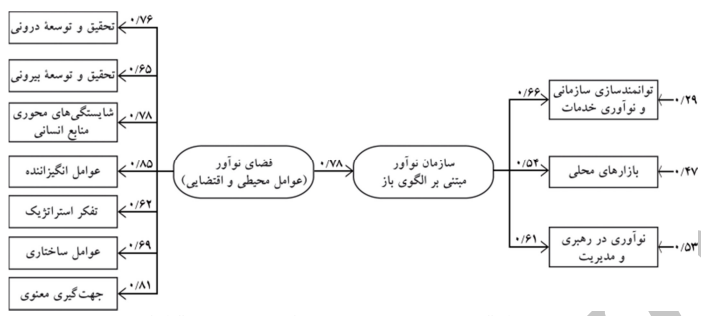 تحقیق و توسعهٔ درونی
۰/۷۶
تحقیق و توسعهٔ بیرونی
۰/۶۵
شایستگی‌های محوری
منابع انسانی
۰/۷۸
عوامل انگیزاننده
۰/۸۵
تفکر استراتژیک
۰/۶۲
عوامل ساختاری
۰/۶۹
جهت‌گیری معنوی
۰/۸۱
فضای نوآور
(عوامل محیطی و اقتضایی)
۰/۷۸
سازمان نوآور
مبتنی بر الگوی باز
۰/۶۶
توانمندسازی سازمانی
و نوآوری خدمات
۰/۲۹
۰/۵۴
بازارهای محلی
۰/۴۷
۰/۶۱
نوآوری در رهبری
و مدیریت
۰/۵۳